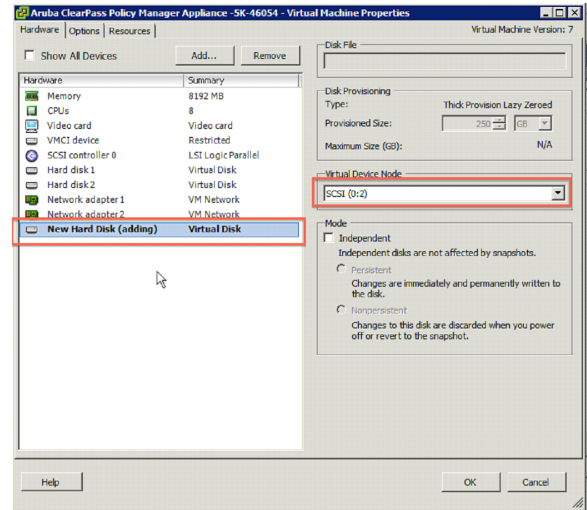 Aruba ClearPass Policy Manager Appliance -5K-46054 - Virtual Machine Properties
Hardware Options Resources Virtual Machine Version: 7
Show All Devices Add... Remove
Hardware Summary
Memory 8192 MB
CPUs 8
Video card Video card
VMCI device Restricted
SCSI controller 0 LSI Logic Parallel
Hard disk 1 Virtual Disk
Hard disk 2 Virtual Disk
Network adapter 1 VM Network
Network adapter 2 VM Network
New Hard Disk (adding) Virtual Disk
Disk File
Disk Provisioning
Type: Thick Provision Lazy Zeroed
Provisioned Size: 250 GB
Maximum Size (GB): N/A
Virtual Device Node
SCSI (0:2)
Mode
Independent
Independent disks are not affected by snapshots.
Persistent
Changes are immediately and permanently written to
the disk.
Nonpersistent
Changes to this disk are discarded when you power
off or revert to the snapshot.
Help OK Cancel